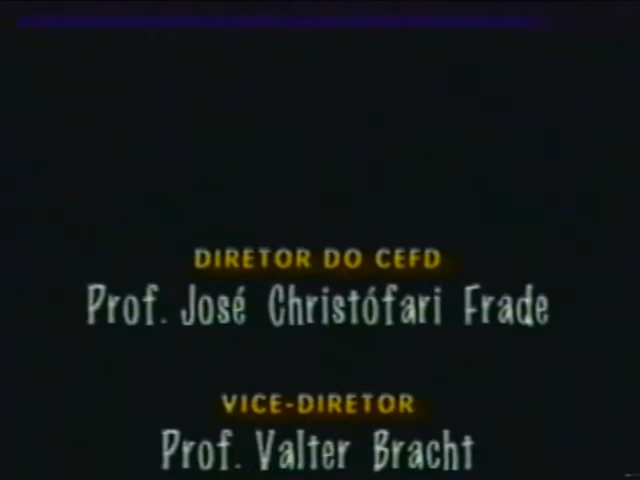 DIRETOR DO CEFD
Prof. José Christófari Frade
VICE-DIRETOR
Prof. Valter Bracht